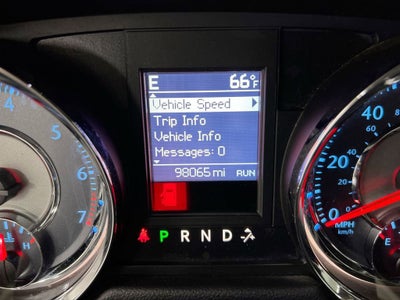 E 66°F
Vehicle Speed
Trip Info
Vehicle Info
Messages: 0
98065 mi RUN
P R N D
4
5
6
7
H
40
20
0
MPH
km/h
E